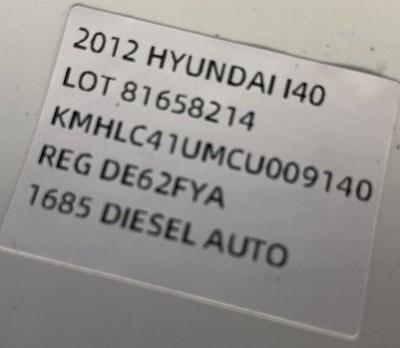 2012 HYUNDAI I40
LOT 81658214
KMHLC41UMCU009140
REG DE62FYA
1685 DIESEL AUTO